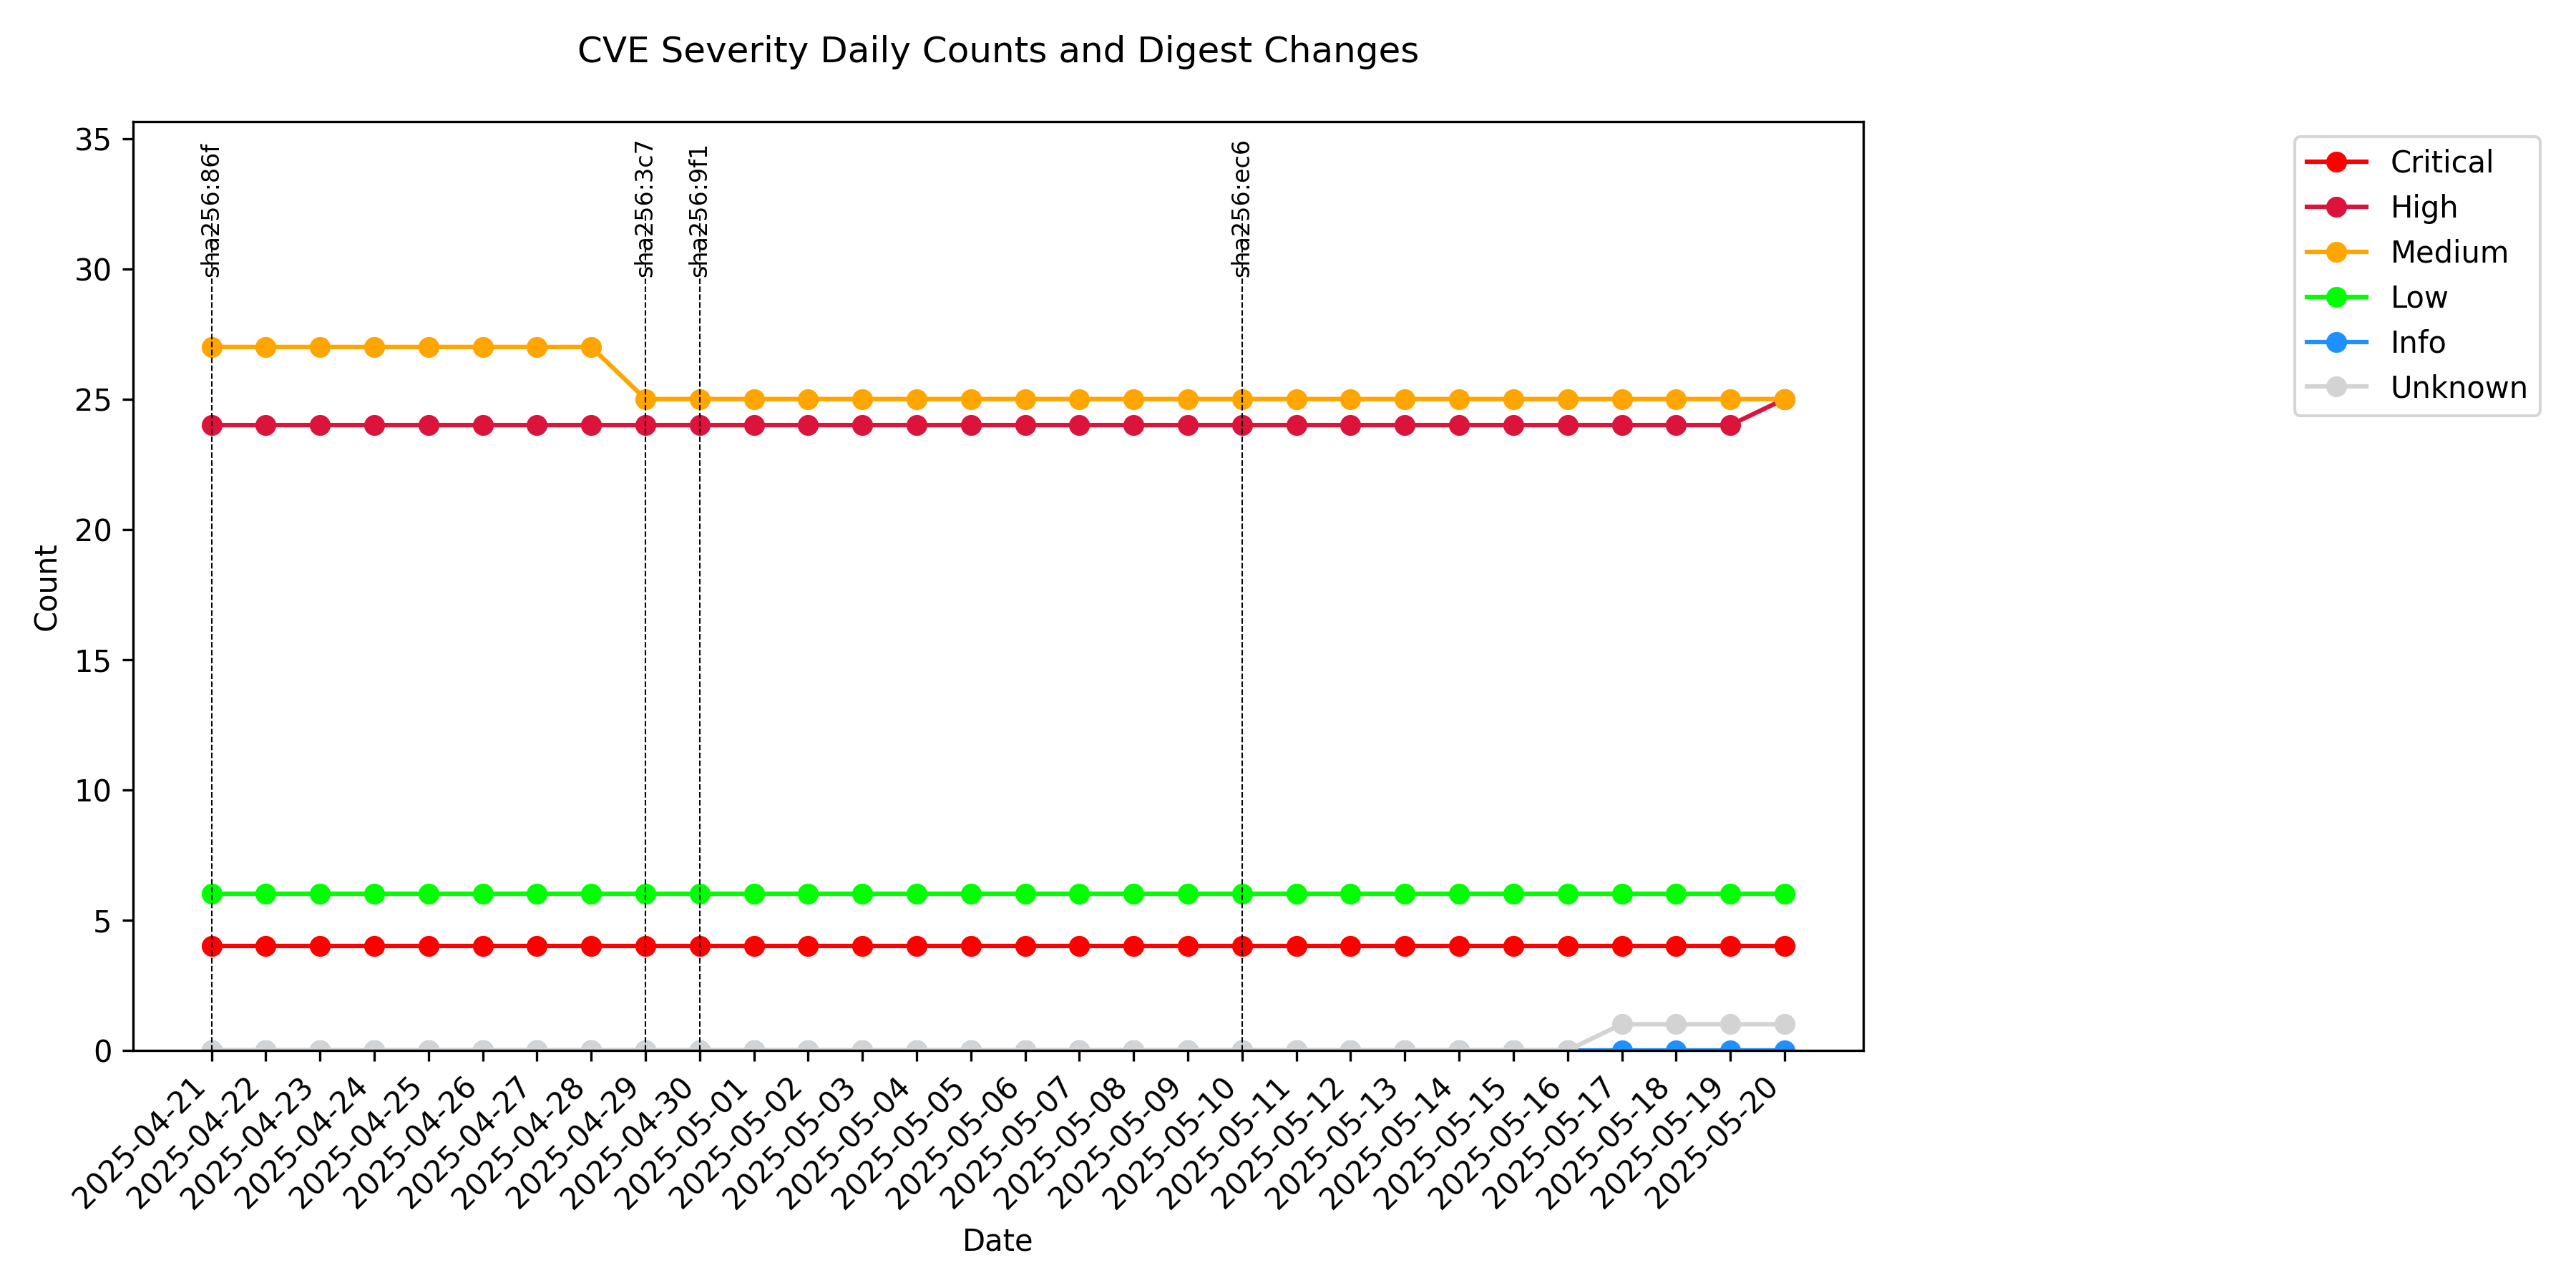 CVE Severity Daily Counts and Digest Changes
35
30
25
20
15
10
5
0
Count
sha256:86f
sha256:3c7
sha256:9f1
sha256:ec6
Critical
High
Medium
Low
Info
Unknown
2025-04-21
2025-04-22
2025-04-23
2025-04-24
2025-04-25
2025-04-26
2025-04-27
2025-04-28
2025-04-29
2025-04-30
2025-05-01
2025-05-02
2025-05-03
2025-05-04
2025-05-05
2025-05-06
2025-05-07
2025-05-08
2025-05-09
2025-05-10
2025-05-11
2025-05-12
2025-05-13
2025-05-14
2025-05-15
2025-05-16
2025-05-17
2025-05-18
2025-05-19
2025-05-20
Date